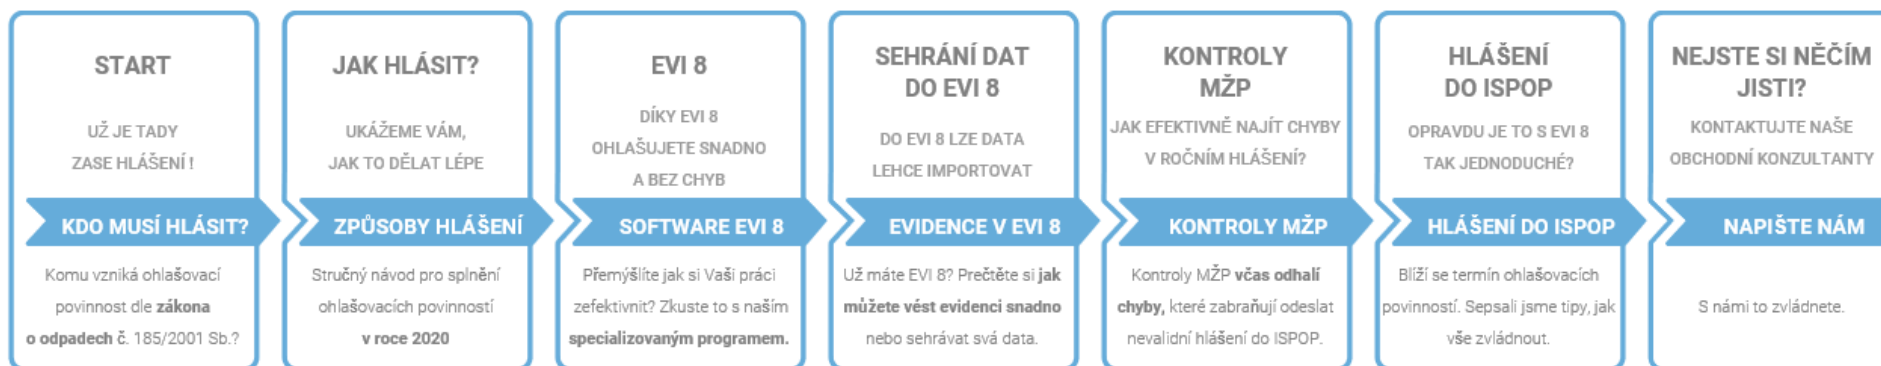 START
UŽ JE TADY
ZASE HLÁŠENÍ !
KDO MUSÍ HLÁSIT?
Komu vzniká ohlašovací
povinnost dle zákona
o odpadech č. 185/2001 Sb.?
JAK HLÁSIT?
UKÁŽEME VÁM,
JAK TO DĚLAT LÉPE
ZPŮSOBY HLÁŠENÍ
Stručný návod pro splnění
ohlašovacích povinností
v roce 2020
EVI 8
DÍKY EVI 8
OHLAŠUJETE SNADNO
A BEZ CHYB
SOFTWARE EVI 8
Přemýšlíte jak si Vaši práci
zefektivnit? Zkuste to s naším
specializovaným programem.
SEHRÁNÍ DAT
DO EVI 8
DO EVI 8 LZE DATA
LEHCE IMPORTOVAT
EVIDENCE V EVI 8
Už máte EVI 8? Prečtěte si jak
můžete vést evidenci snadno
nebo sehrávat svá data.
KONTROLY
MŽP
JAK EFEKTIVNĚ NAJÍT CHYBY
V ROČNÍM HLÁŠENÍ?
KONTROLY MŽP
Kontroly MŽP včas odhalí
chyby, které zabraňují odeslat
nevalidní hlášení do ISPOP.
HLÁŠENÍ
DO ISPOP
OPRAVDU JE TO S EVI 8
TAK JEDNODUCHÉ?
HLÁŠENÍ DO ISPOP
Blíží se termín ohlašovacích
povinností. Sepsali jsme tipy, jak
vše zvládnout.
NEJSTE SI NĚČÍM
JISTI?
KONTAKTUJTE NAŠE
OBCHODNÍ KONZULTANTY
NAPIŠTE NÁM
S námi to zvládnete.